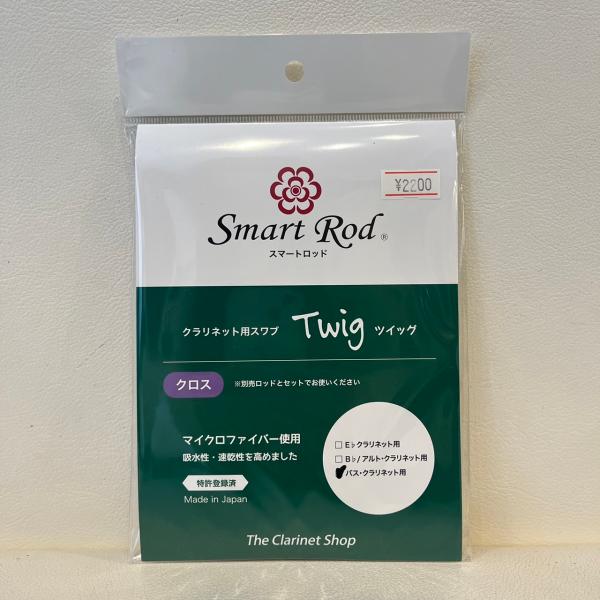 ¥2200
Smart Rod®
スマートロッド
クラリネット用スワブ Twig ツイッグ
クロス ※別売ロッドとセットでお使いください
マイクロファイバー使用
吸水性・速乾性を高めました
特許登録済
Made in Japan
□ E♭クラリネット用
□ B♭/アルト・クラリネット用
バス・クラリネット用
The Clarinet Shop